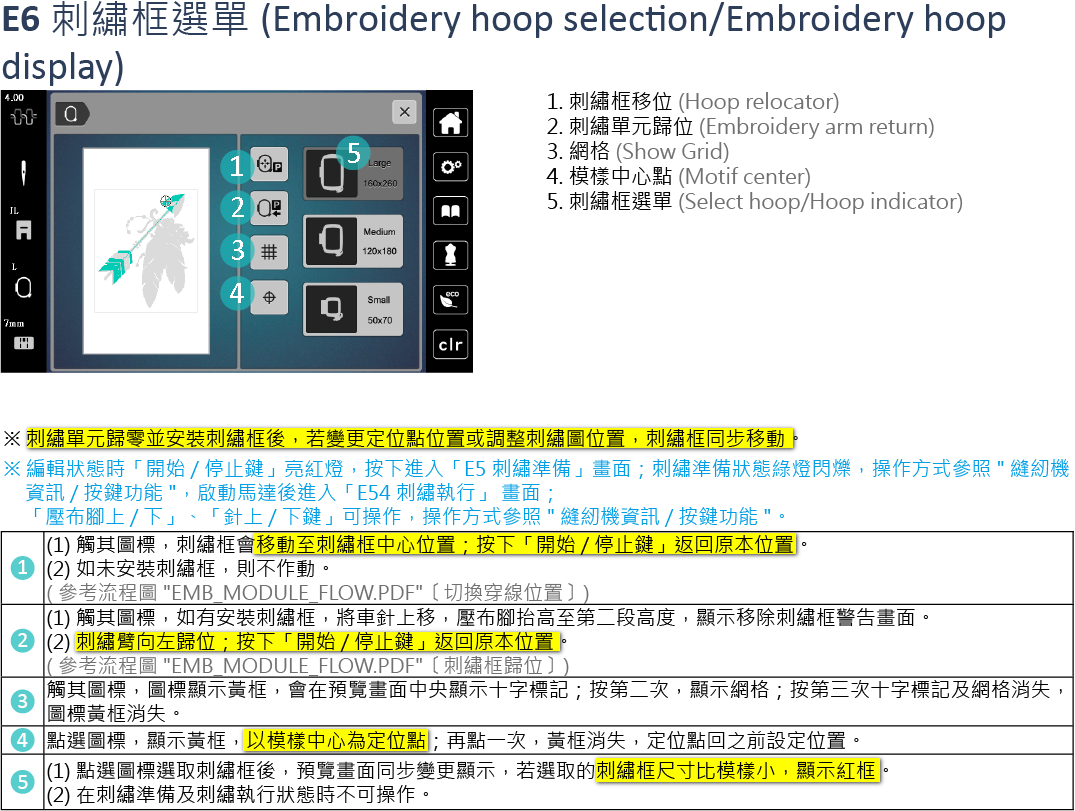 E6 刺繡框選單 (Embroidery hoop selection/Embroidery hoop
display)
4.00
JL
L
7mm
1
2
3
4
5
Large
160x260
Medium
120x180
Small
50x70
eco
clr
1. 刺繡框移位 (Hoop relocator)
2. 刺繡單元歸位 (Embroidery arm return)
3. 網格 (Show Grid)
4. 模樣中心點 (Motif center)
5. 刺繡框選單 (Select hoop/Hoop indicator)
※ 刺繡單元歸零並安裝刺繡框後，若變更定位點位置或調整刺繡圖位置，刺繡框同步移動。
※ 編輯狀態時「開始 / 停止鍵」亮紅燈，按下進入「E5 刺繡準備」畫面；刺繡準備狀態綠燈閃爍，操作方式參照 " 縫紉機
資訊 / 按鍵功能 "，啟動馬達後進入「E54 刺繡執行」 畫面；
「壓布腳上 / 下」、「針上 / 下鍵」可操作，操作方式參照 " 縫紉機資訊 / 按鍵功能 "。
1
(1) 觸其圖標，刺繡框會移動至刺繡框中心位置；按下「開始 / 停止鍵」返回原本位置。
(2) 如未安裝刺繡框，則不作動。
( 參考流程圖 "EMB_MODULE_FLOW.PDF"〔切換穿線位置〕)
2
(1) 觸其圖標，如有安裝刺繡框，將車針上移，壓布腳抬高至第二段高度，顯示移除刺繡框警告畫面。
(2) 刺繡臂向左歸位；按下「開始 / 停止鍵」返回原本位置。
( 參考流程圖 "EMB_MODULE_FLOW.PDF"〔刺繡框歸位〕)
3
觸其圖標，圖標顯示黃框，會在預覽畫面中央顯示十字標記；按第二次，顯示網格；按第三次十字標記及網格消失，
圖標黃框消失。
4
點選圖標，顯示黃框，以模樣中心為定位點；再點一次，黃框消失，定位點回之前設定位置。
5
(1) 點選圖標選取刺繡框後，預覽畫面同步變更顯示，若選取的刺繡框尺寸比模樣小，顯示紅框。
(2) 在刺繡準備及刺繡執行狀態時不可操作。